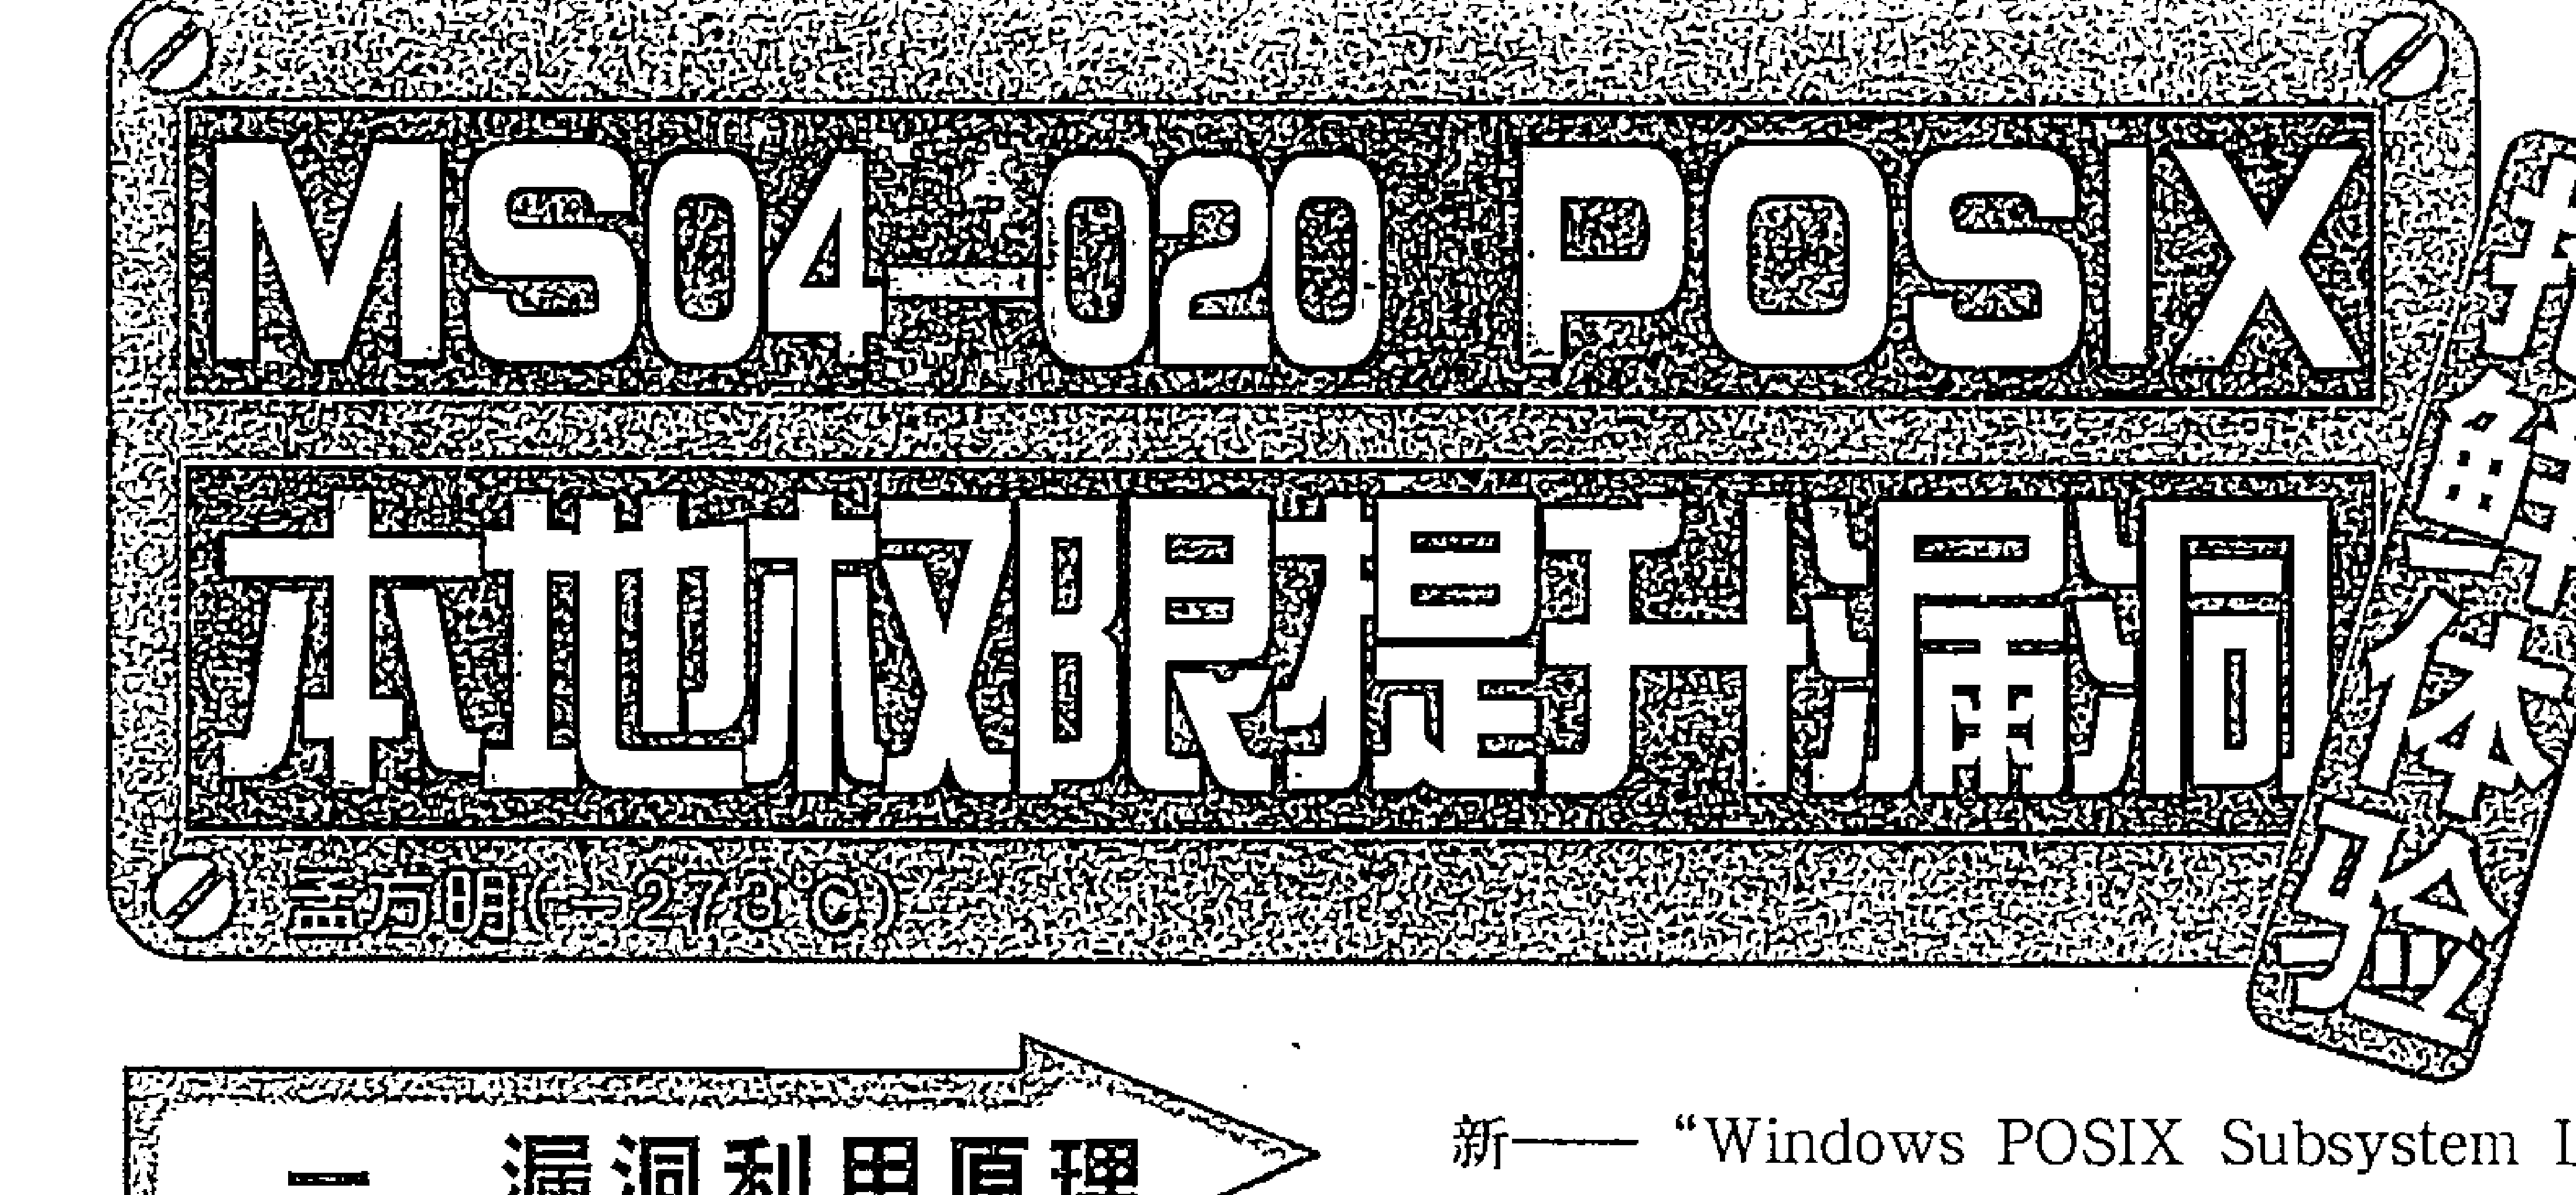 MS04-020 POSIX
本地权限提升漏洞
孟方明(-273℃)
体验
一 漏洞利用原理
新—— “Windows POSIX Subsystem